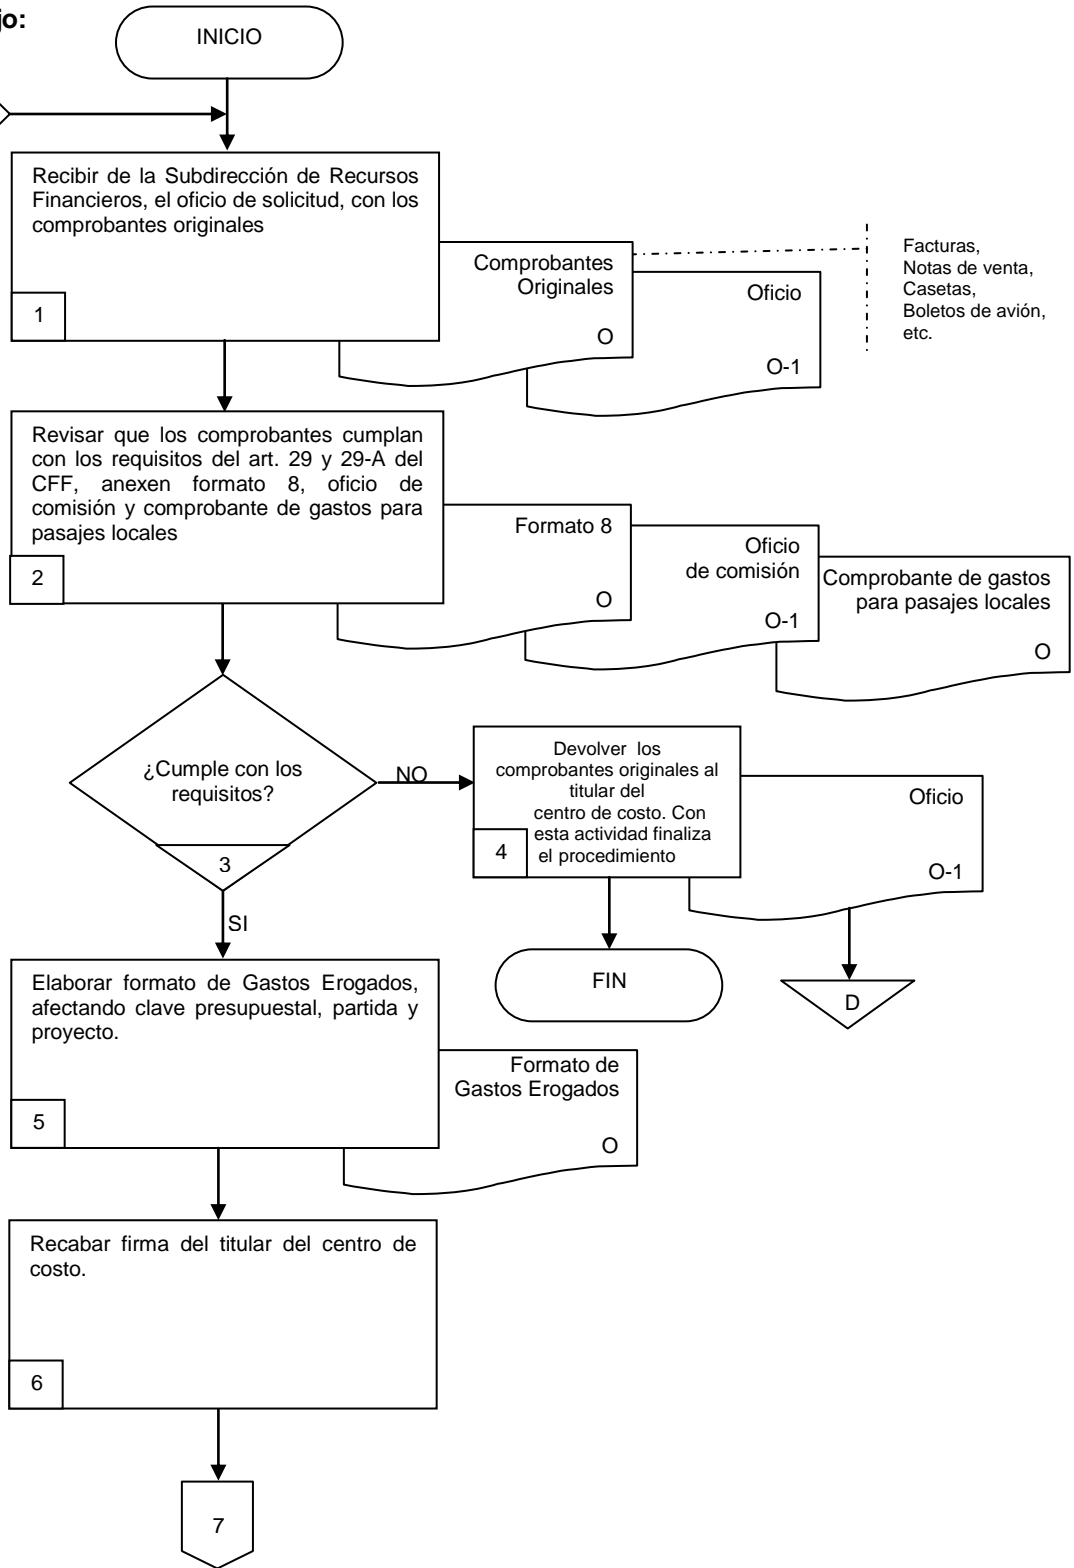 jo:
INICIO
Recibir de la Subdirección de Recursos
Financieros, el oficio de solicitud, con los
comprobantes originales
1
Comprobantes
Originales
O
Oficio
O-1
Facturas,
Notas de venta,
Casetas,
Boletos de avión,
etc.
Revisar que los comprobantes cumplan
con los requisitos del art. 29 y 29-A del
CFF, anexen formato 8, oficio de
comisión y comprobante de gastos para
pasajes locales
2
Formato 8
O
Oficio
de comisión
O-1
Comprobante de gastos
para pasajes locales
O
¿Cumple con los
requisitos?
3
NO
Devolver los
comprobantes originales al
titular del
centro de costo. Con
esta actividad finaliza
el procedimiento
4
Oficio
O-1
FIN
D
SI
Elaborar formato de Gastos Erogados,
afectando clave presupuestal, partida y
proyecto.
5
Formato de
Gastos Erogados
O
Recabar firma del titular del centro de
costo.
6
7